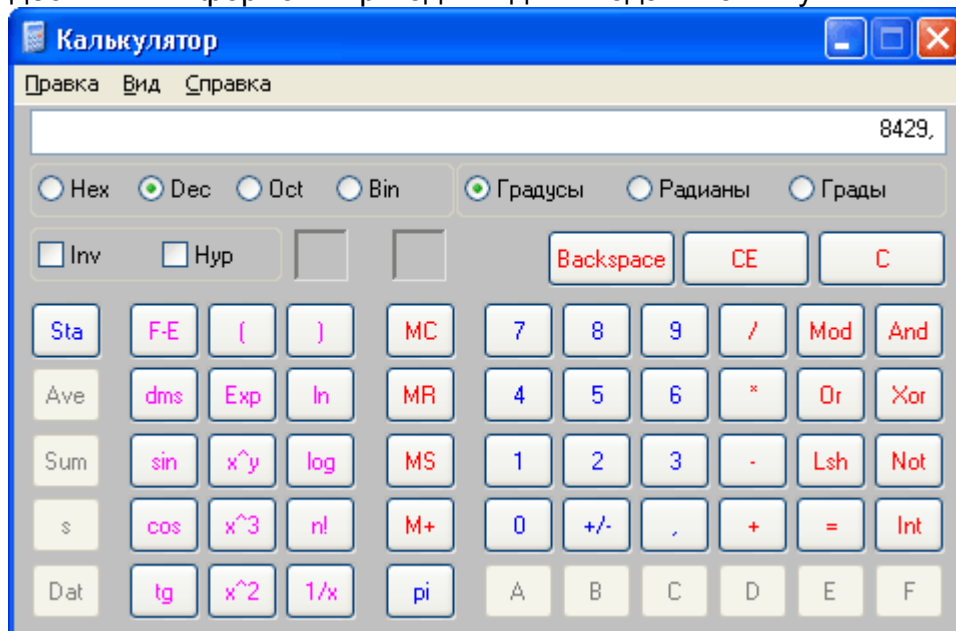 Калькулятор
Правка Вид Справка
8429,
Hex Dec Oct Bin Градусы Радианы Грады
Inv Hyp Backspace CE C
Sta F-E ( ) MC 7 8 9 / Mod And
Ave dms Exp ln MR 4 5 6 * Or Xor
Sum sin x^y log MS 1 2 3 - Lsh Not
s cos x^3 n! M+ 0 +/- , + = Int
Dat tg x^2 1/x pi A B C D E F